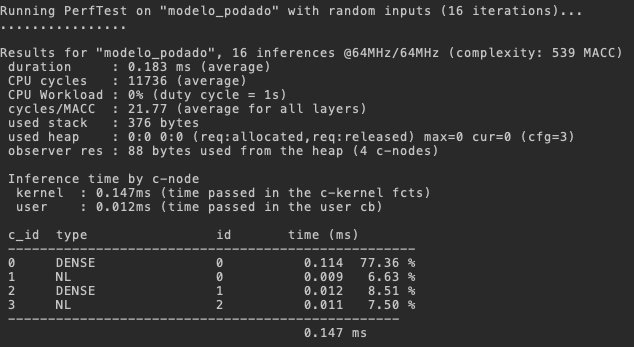 Running PerfTest on "modelo_podado" with random inputs (16 iterations)...
................
Results for "modelo_podado", 16 inferences @64MHz/64MHz (complexity: 539 MACC)
duration : 0.183 ms (average)
CPU cycles : 11736 (average)
CPU Workload : 0% (duty cycle = 1s)
cycles/MACC : 21.77 (average for all layers)
used stack : 376 bytes
used heap : 0:0 0:0 (req:allocated,req:released) max=0 cur=0 (cfg=3)
observer res : 88 bytes used from the heap (4 c-nodes)
Inference time by c-node
kernel : 0.147ms (time passed in the c-kernel fcts)
user : 0.012ms (time passed in the user cb)
c_id type id time (ms)
---------------------------------------------------
0 DENSE 0 0.114 77.36 %
1 NL 0 0.009 6.63 %
2 DENSE 1 0.012 8.51 %
3 NL 2 0.011 7.50 %
-------------------------------------------------
0.147 ms